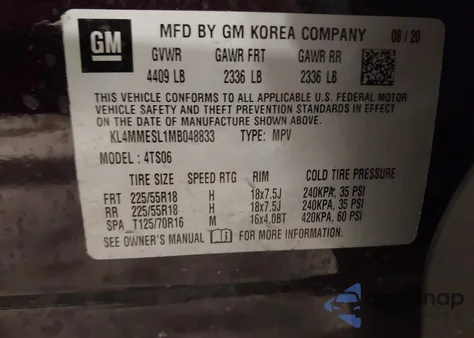 GM
MFD BY GM KOREA COMPANY 08 / 20
GVWR GAWR FRT GAWR RR
4409 LB 2336 LB 2336 LB
THIS VEHICLE CONFORMS TO ALL APPLICABLE U.S. FEDERAL MOTOR
VEHICLE SAFETY AND THEFT PREVENTION STANDARDS IN EFFECT
ON THE DATE OF MANUFACTURE SHOWN ABOVE.
KL4MMESL1MB048833 TYPE: MPV
MODEL: 4TS06
TIRE SIZE SPEED RTG RIM COLD TIRE PRESSURE
FRT 225/55R18 H 18x7.5J 240KPA, 35 PSI
RR 225/55R18 H 18x7.5J 240KPA, 35 PSI
SPA T125/70R16 M 16x4.0BT 420KPA, 60 PSI
SEE OWNER'S MANUAL FOR MORE INFORMATION